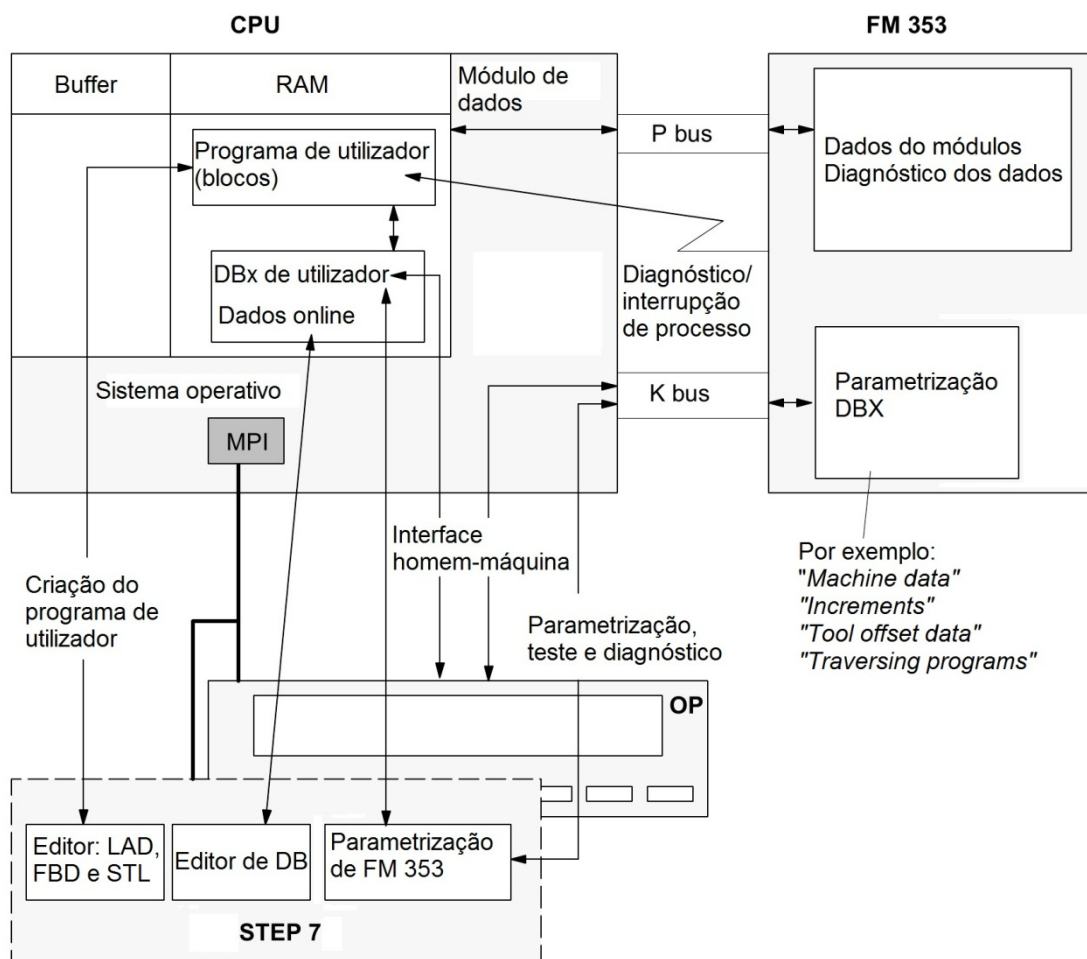 CPU
FM 353
Buffer
RAM
Módulo de
dados
Programa de utilizador
(blocos)
P bus
Dados do módulos
Diagnóstico dos dados
DBx de utilizador
Dados online
Diagnóstico/
interrupção
de processo
Sistema operativo
MPI
K bus
Parametrização
DBX
Interface
homem-máquina
Criação do
programa de
utilizador
Parametrização,
teste e diagnóstico
Por exemplo:
"Machine data"
"Increments"
"Tool offset data"
"Traversing programs"
OP
Editor: LAD,
FBD e STL
Editor de DB
Parametrização
de FM 353
STEP 7